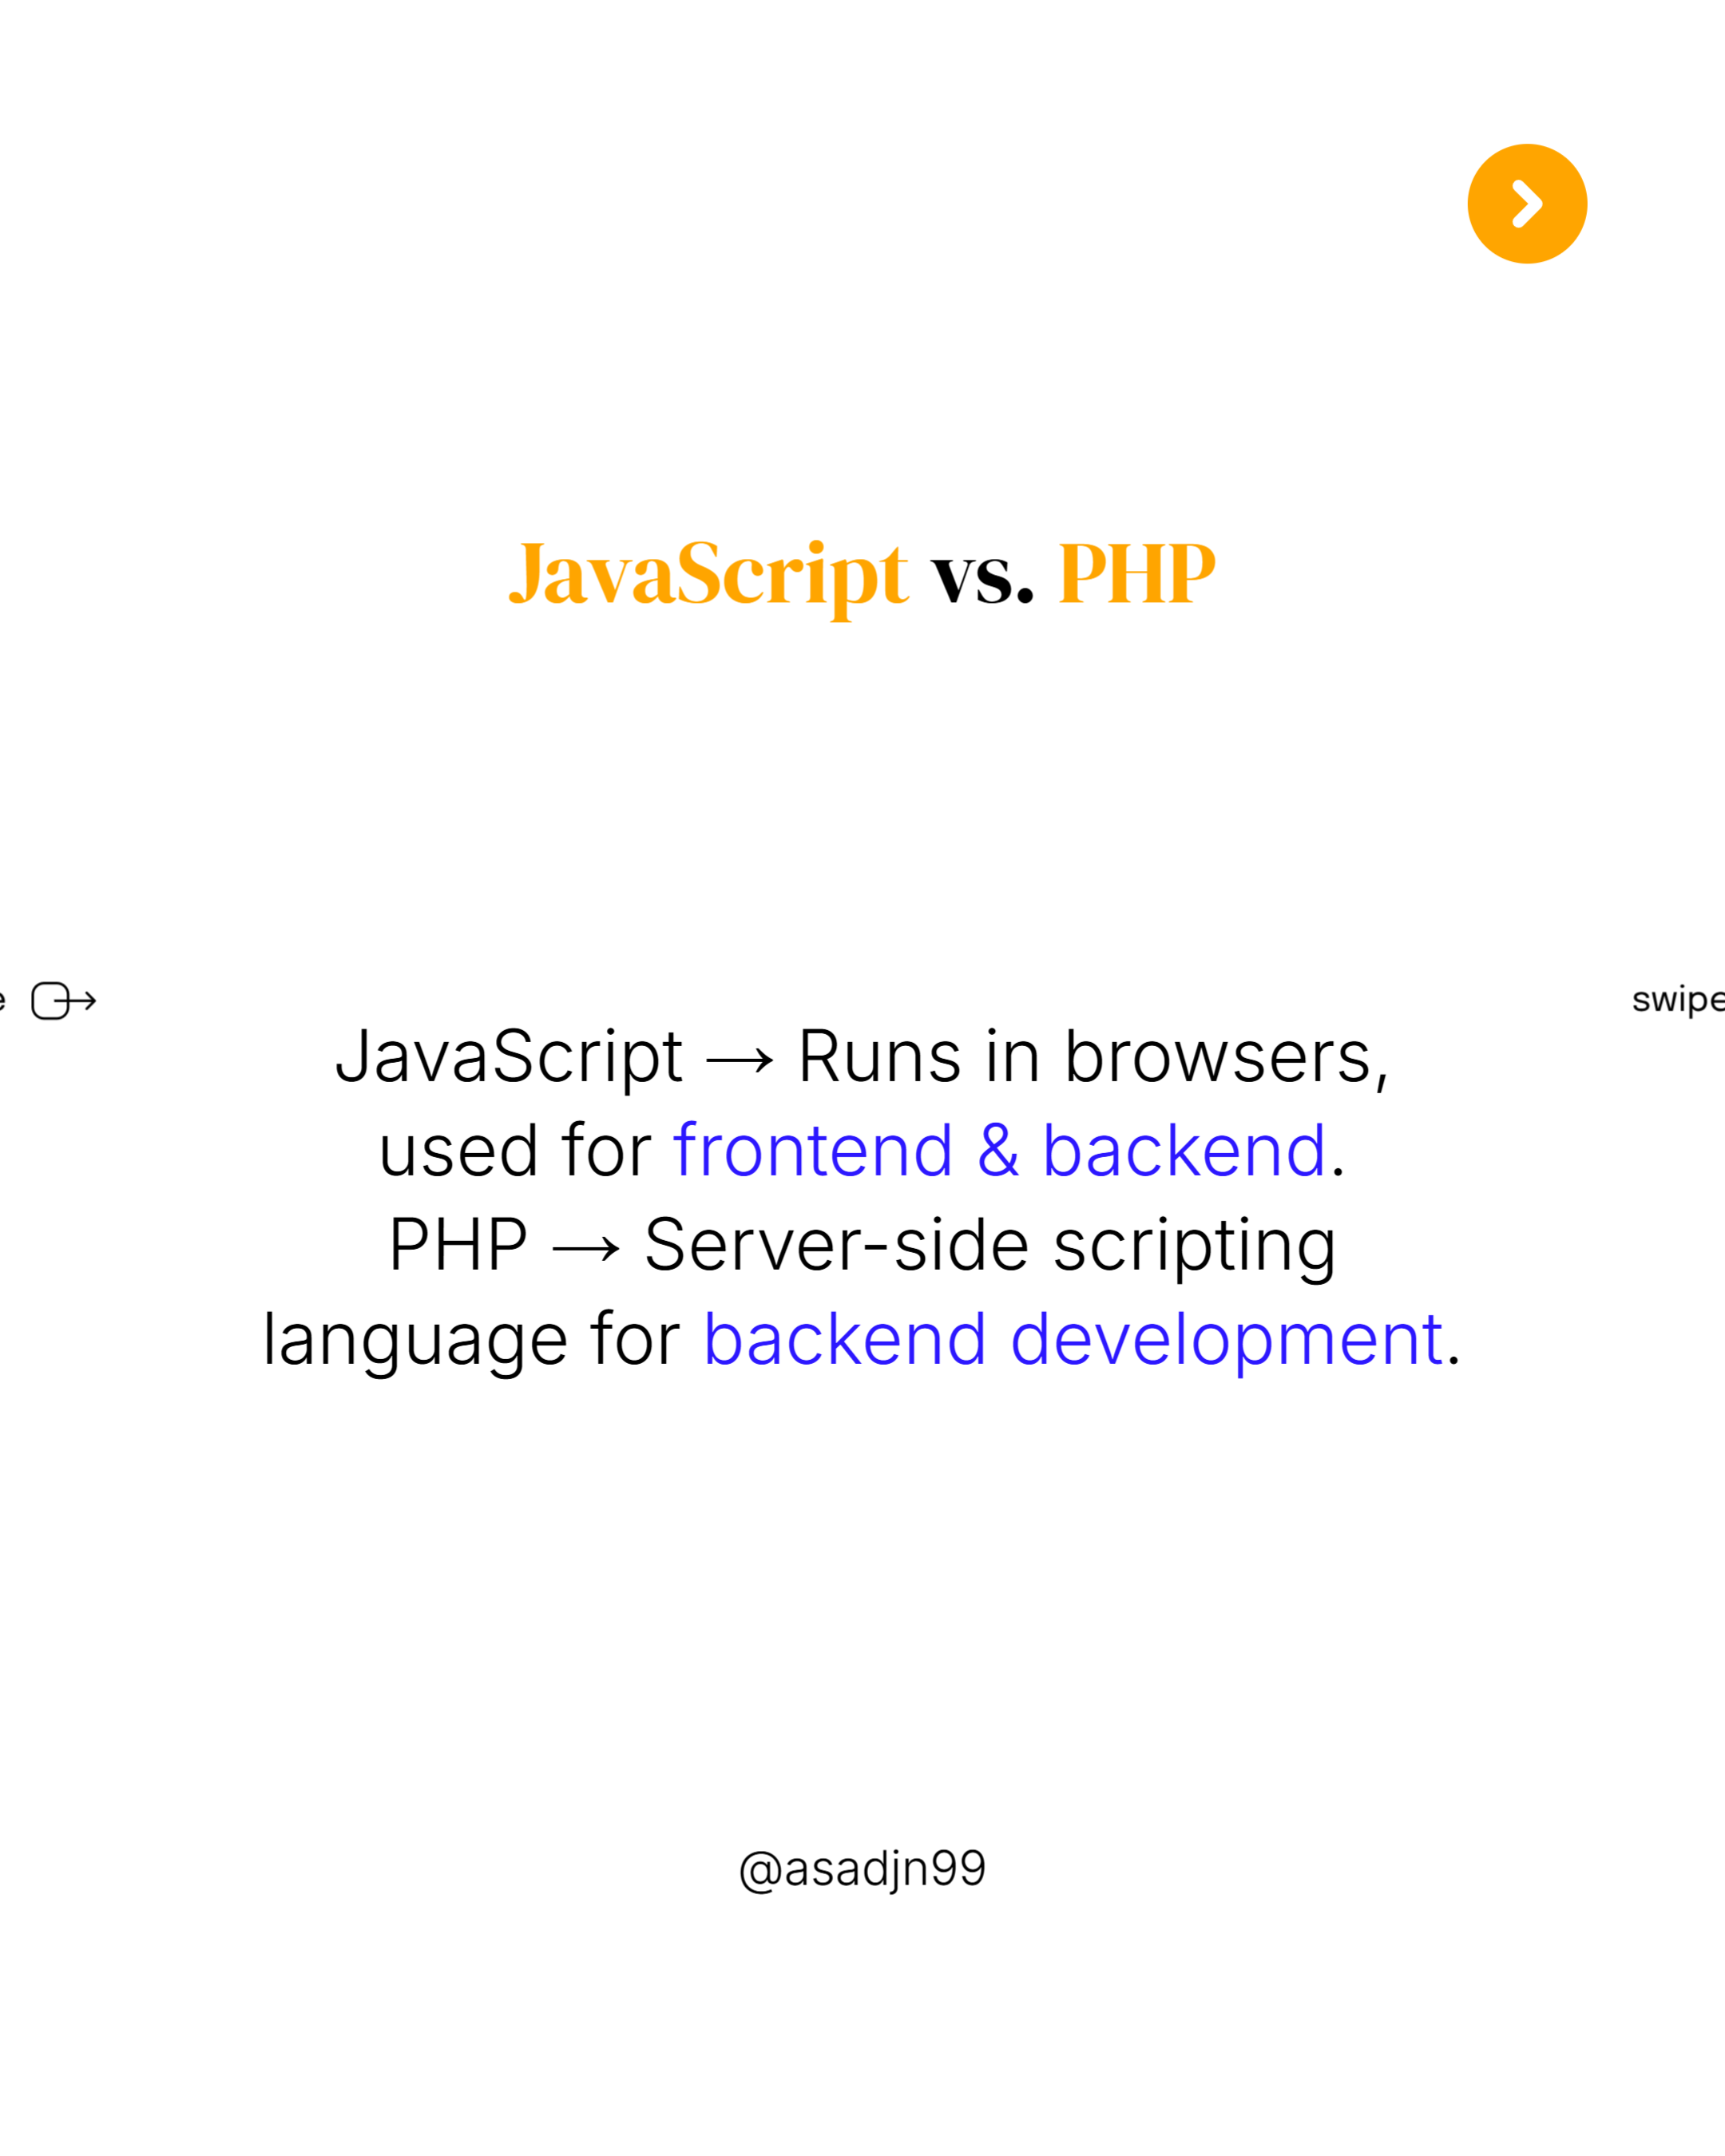 JavaScript vs. PHP
e
swipe
JavaScript → Runs in browsers,
used for frontend & backend.
PHP → Server-side scripting
language for backend development.
@asadjn99